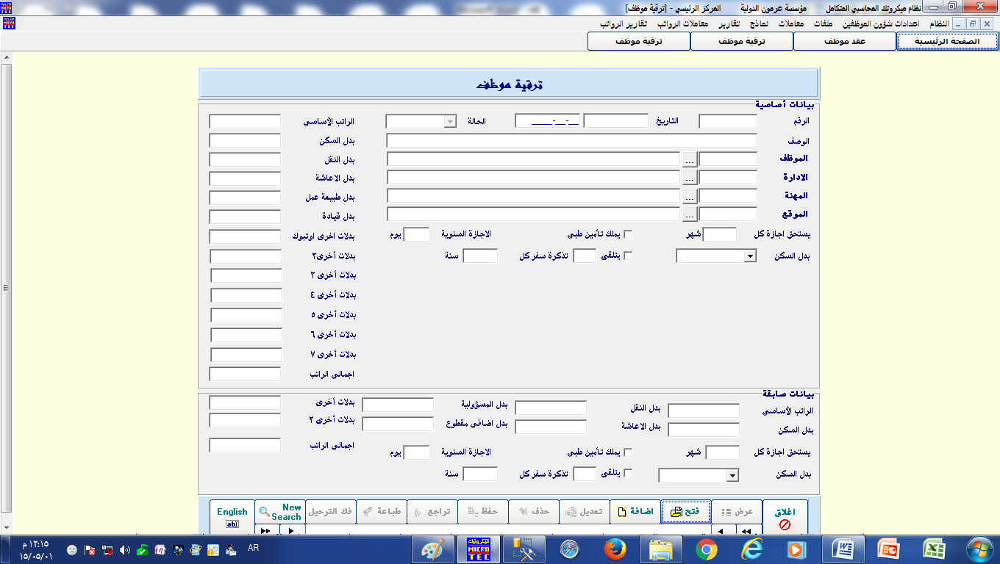 نظام ميكروتك المحاسبي المتكامل مؤسسة عرمون الدولية المركز الرئيسي - [ترقية موظف]
النظام اعدادات شؤون الموظفين ملفات معاملات نماذج تقارير معاملات الرواتب تقارير الرواتب
الصفحة الرئيسية عقد موظف ترقية موظف ترقية موظف
ترقية موظف
بيانات أساسية
الرقم التاريخ __-__-____ الحالة الراتب الأساسي
الوصف بدل السكن
الموظف ... بدل النقل
الادارة ... بدل الاعاشة
المهنة ... بدل طبيعة عمل
الموقع ... بدل قيادة
يستحق اجازة كل شهر يملك تأمين طبي الاجازة السنوية يوم بدلات اخرى اوتبوك
بدل السكن يتلقى تذكرة سفر كل سنة بدلات أخرى٢
بدلات أخرى ٣
بدلات أخرى ٤
بدلات أخرى ٥
بدلات أخرى ٦
بدلات أخرى ٧
اجمالي الراتب
بيانات سابقة
الراتب الأساسي بدل النقل بدل المسؤولية بدلات أخرى
بدل السكن بدل الاعاشة بدل اضافي مقطوع بدلات أخرى ٢
اجمالي الراتب
يستحق اجازة كل شهر يملك تأمين طبي الاجازة السنوية يوم
بدل السكن يتلقى تذكرة سفر كل سنة
اغلاق عرض فتح اضافة تعديل حذف حفظ تراجع طباعة فك الترحيل New Search English
ab
MICRO TEC
AR
١٢:١٥ م
١٥/٠٥/٠١